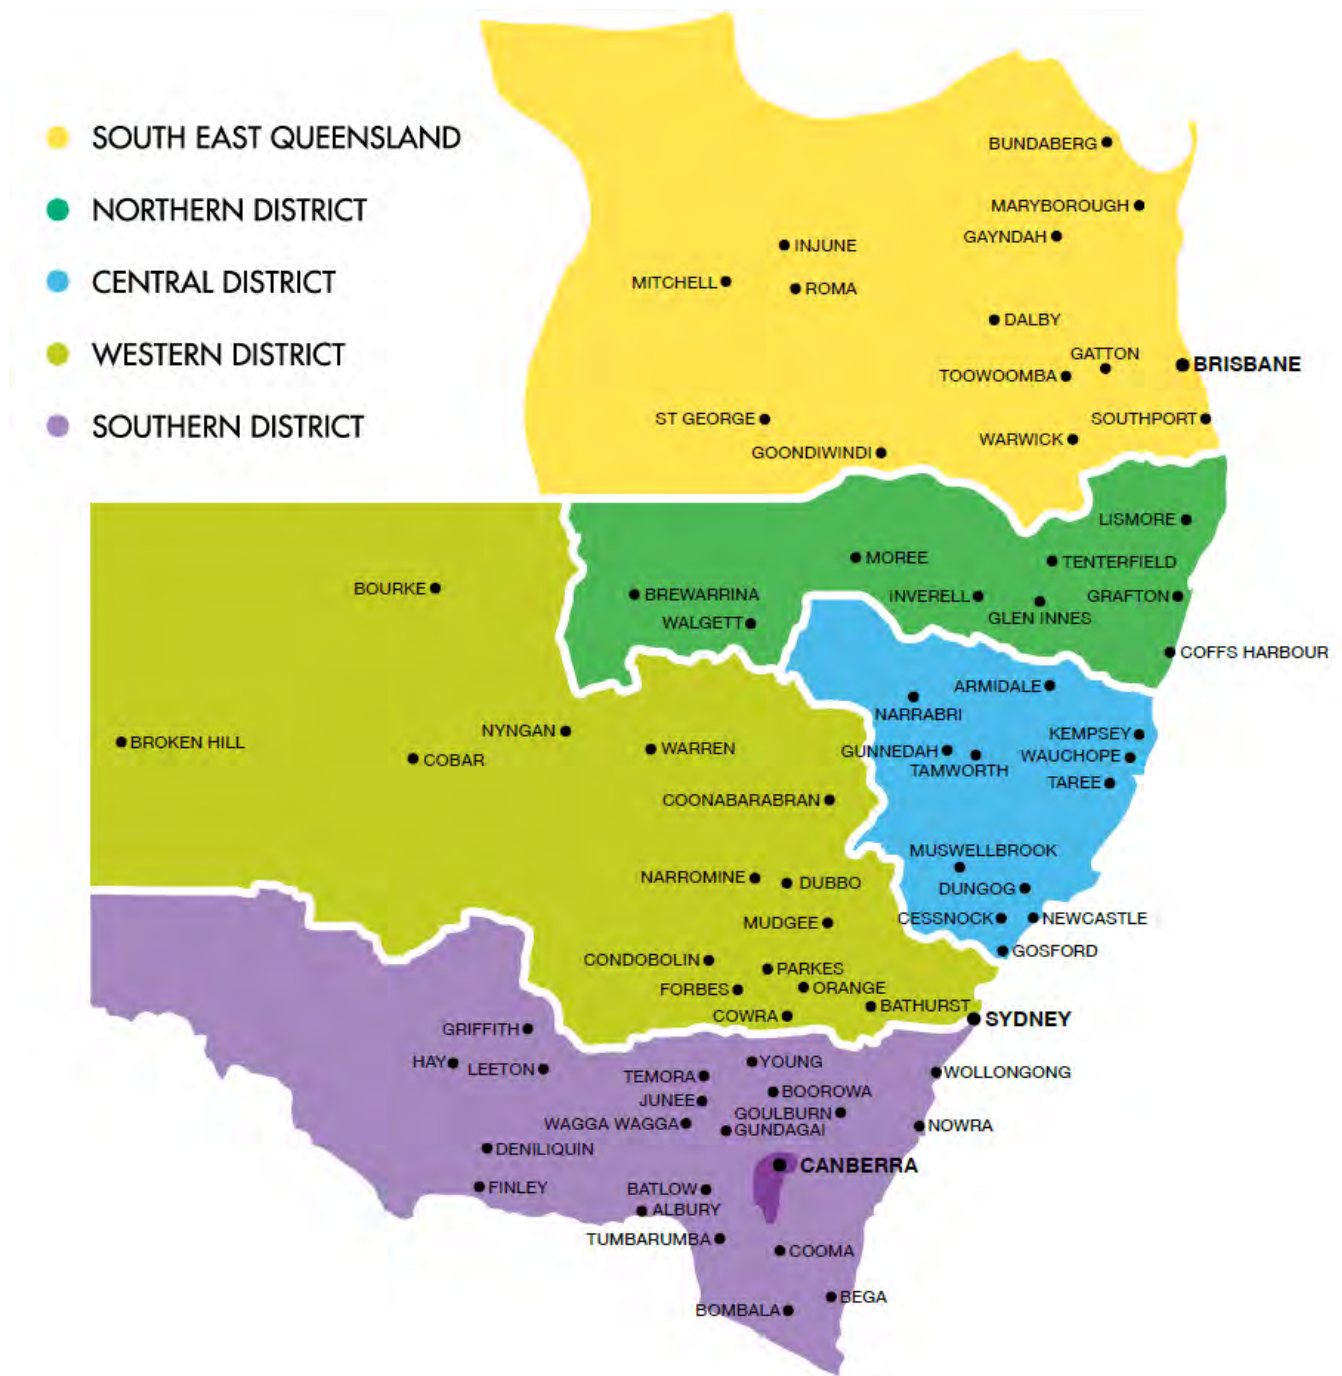 SOUTH EAST QUEENSLAND
NORTHERN DISTRICT
CENTRAL DISTRICT
WESTERN DISTRICT
SOUTHERN DISTRICT
BUNDABERG
MARYBOROUGH
GAYNDAH
INJUNE
MITCHELL
ROMA
DALBY
GATTON
BRISBANE
TOOWOOMBA
ST GEORGE
SOUTHPORT
WARWICK
GOONDIWINDI
LISMORE
MOREE
TENTERFIELD
BOURKE
BREWARRINA
INVERELL
GRAFTON
GLEN INNES
WALGETT
COFFS HARBOUR
ARMIDALE
NARRABRI
NYNGAN
KEMPSEY
BROKEN HILL
WARREN
GUNNEDAH
WAUCHOPE
COBAR
TAMWORTH
TAREE
COONABARABRAN
MUSWELLBROOK
NARROMINE
DUBBO
DUNGOG
CESSNOCK
NEWCASTLE
MUDGEE
GOSFORD
CONDOBOLIN
PARKES
FORBES
ORANGE
BATHURST
COWRA
SYDNEY
GRIFFITH
HAY
LEETON
YOUNG
WOLLONGONG
TEMORA
BOOROWA
JUNEE
GOULBURN
WAGGA WAGGA
GUNDAGAI
NOWRA
DENILIQUIN
CANBERRA
FINLEY
BATLOW
ALBURY
TUMBARUMBA
COOMA
BEGA
BOMBALA